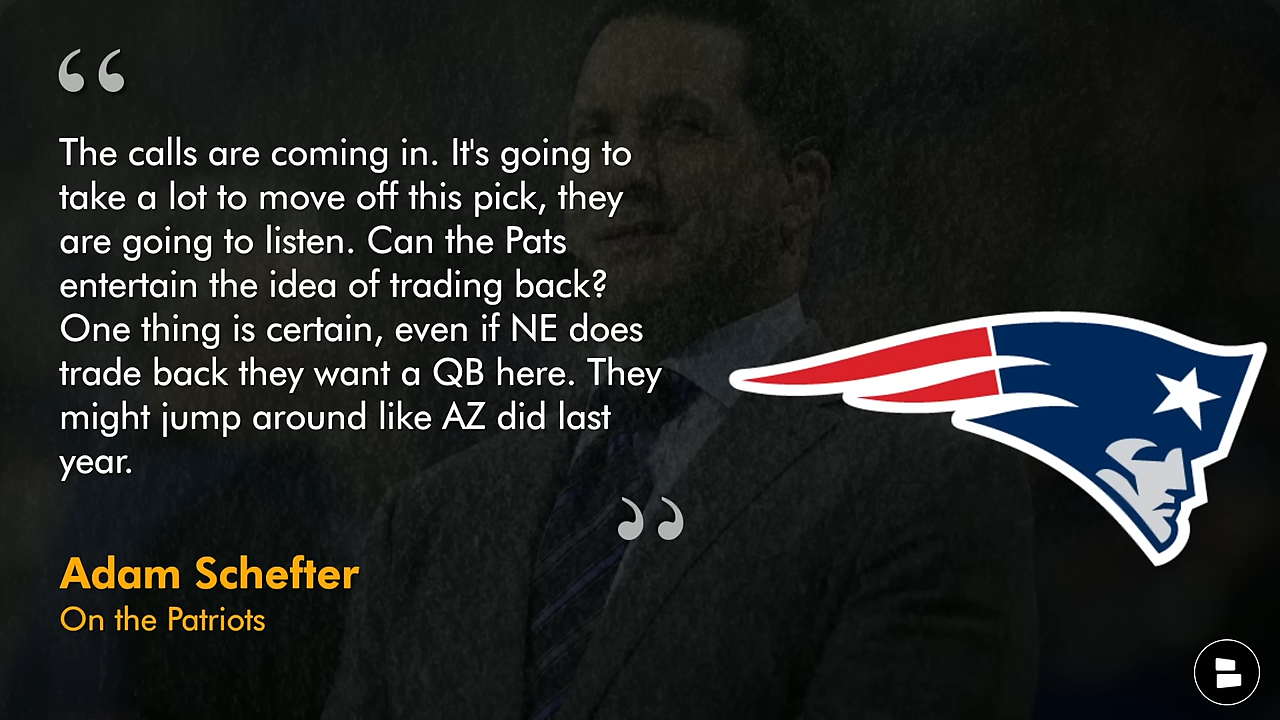 “
The calls are coming in. It's going to
take a lot to move off this pick, they
are going to listen. Can the Pats
entertain the idea of trading back?
One thing is certain, even if NE does
trade back they want a QB here. They
might jump around like AZ did last
year.
”
Adam Schefter
On the Patriots